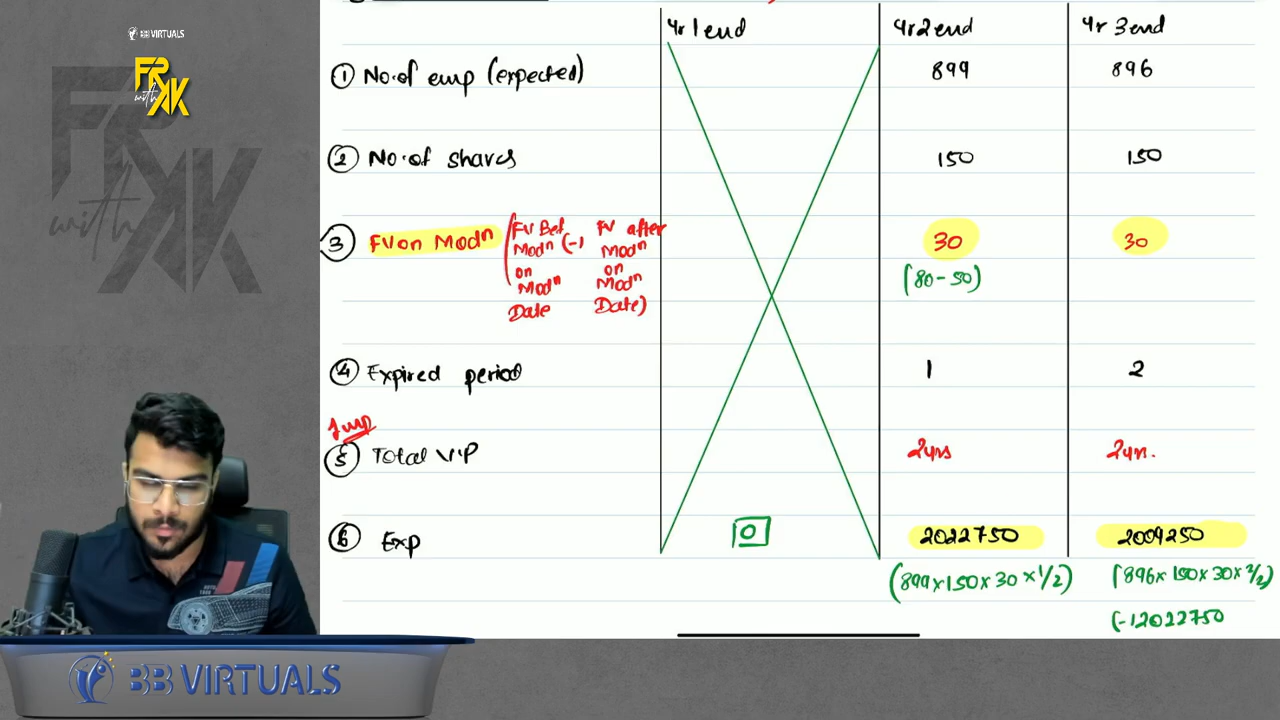 BB VIRTUALS
FR with AK
FR with AK
Yr 1 end Yr 2 end Yr 3 end
① No. of emp (expected) 899 896
② No. of shares 150 150
③ FV on Modⁿ (FV Bef Modⁿ on Modⁿ Date (-) FV after Modⁿ on Modⁿ Date) 30 30
(80-50)
④ Expired period 1 2
Imp
⑤ Total V.P 2yrs 2yrs.
⑥ Exp 0 2022750 2009250
(899×150×30×1/2) (896×150×30×2/2)
(-)2022750
BB VIRTUALS